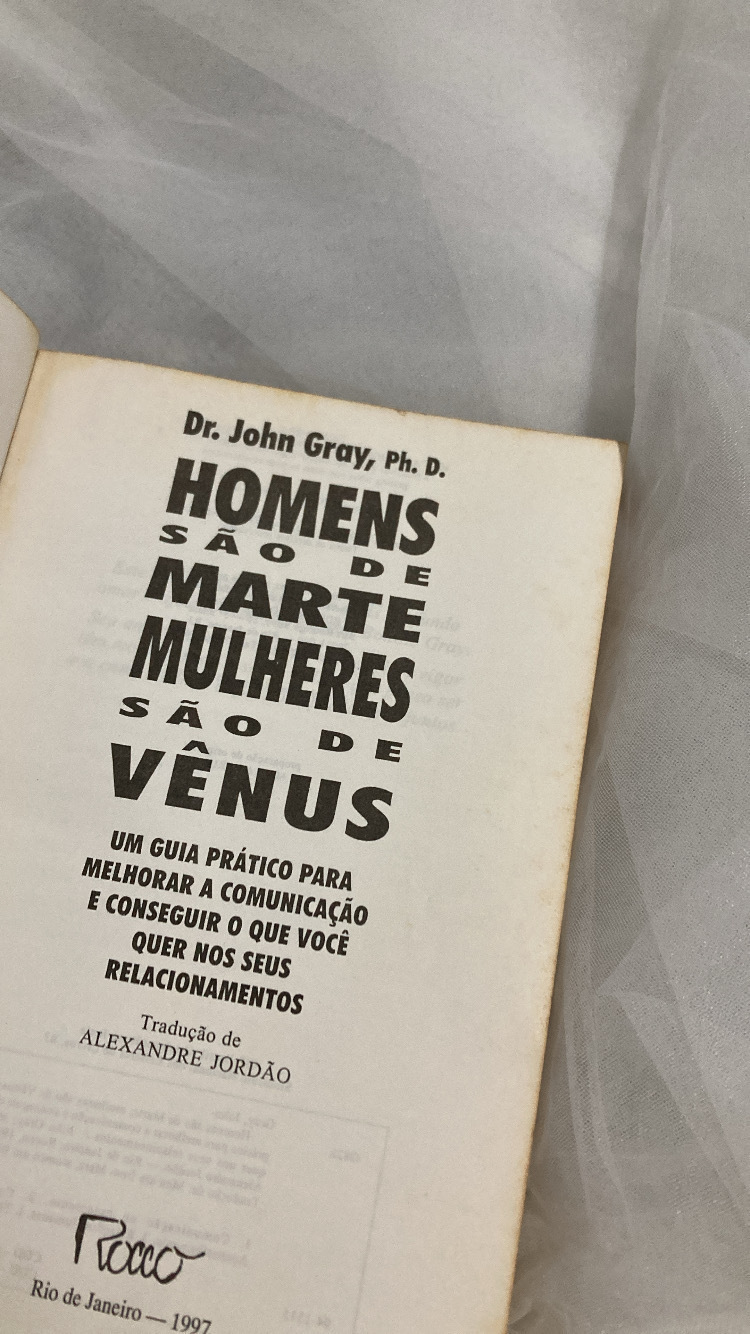 Dr. John Gray, Ph. D.
HOMENS
SÃO DE
MARTE
MULHERES
SÃO DE
VÊNUS
UM GUIA PRÁTICO PARA
MELHORAR A COMUNICAÇÃO
E CONSEGUIR O QUE VOCÊ
QUER NOS SEUS
RELACIONAMENTOS
Tradução de
ALEXANDRE JORDÃO
Rocco
Rio de Janeiro — 1997